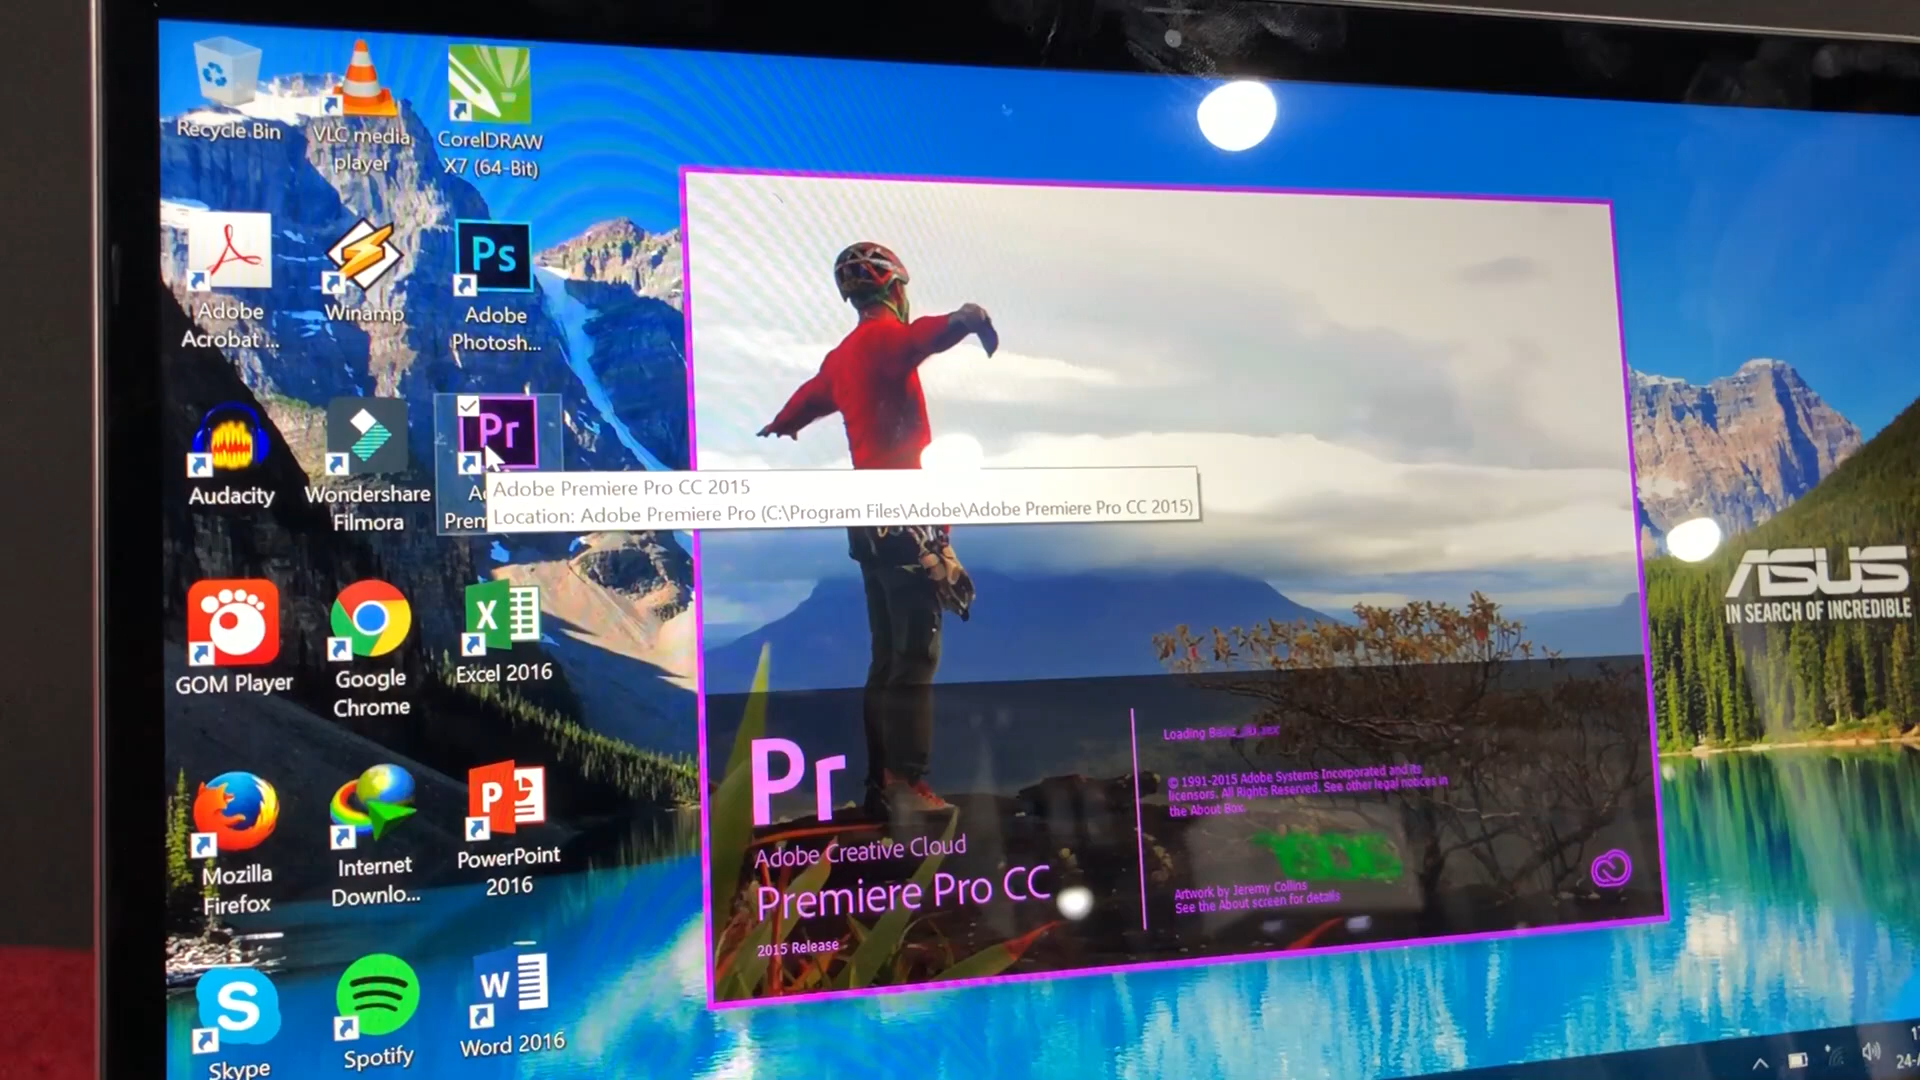 Recycle Bin
VLC media
player
CorelDRAW
X7 (64-Bit)
Adobe
Acrobat ...
Winamp
Ps
Adobe
Photosh...
Audacity
Wondershare
Filmora
Pr
Prem
Adobe Premiere Pro CC 2015
Location: Adobe Premiere Pro (C:\Program Files\Adobe\Adobe Premiere Pro CC 2015)
GOM Player
Google
Chrome
X
Excel 2016
Mozilla
Firefox
Internet
Downlo...
P
PowerPoint
2016
S
Skype
Spotify
W
Word 2016
Pr
Adobe Creative Cloud
Premiere Pro CC
2015 Release
Loading
© 1991-2015 Adobe Systems Incorporated and its
licensors. All Rights Reserved. See other legal notices in
the About Box.
Artwork by Jeremy Collins
See the About screen for details
ASUS
IN SEARCH OF INCREDIBLE